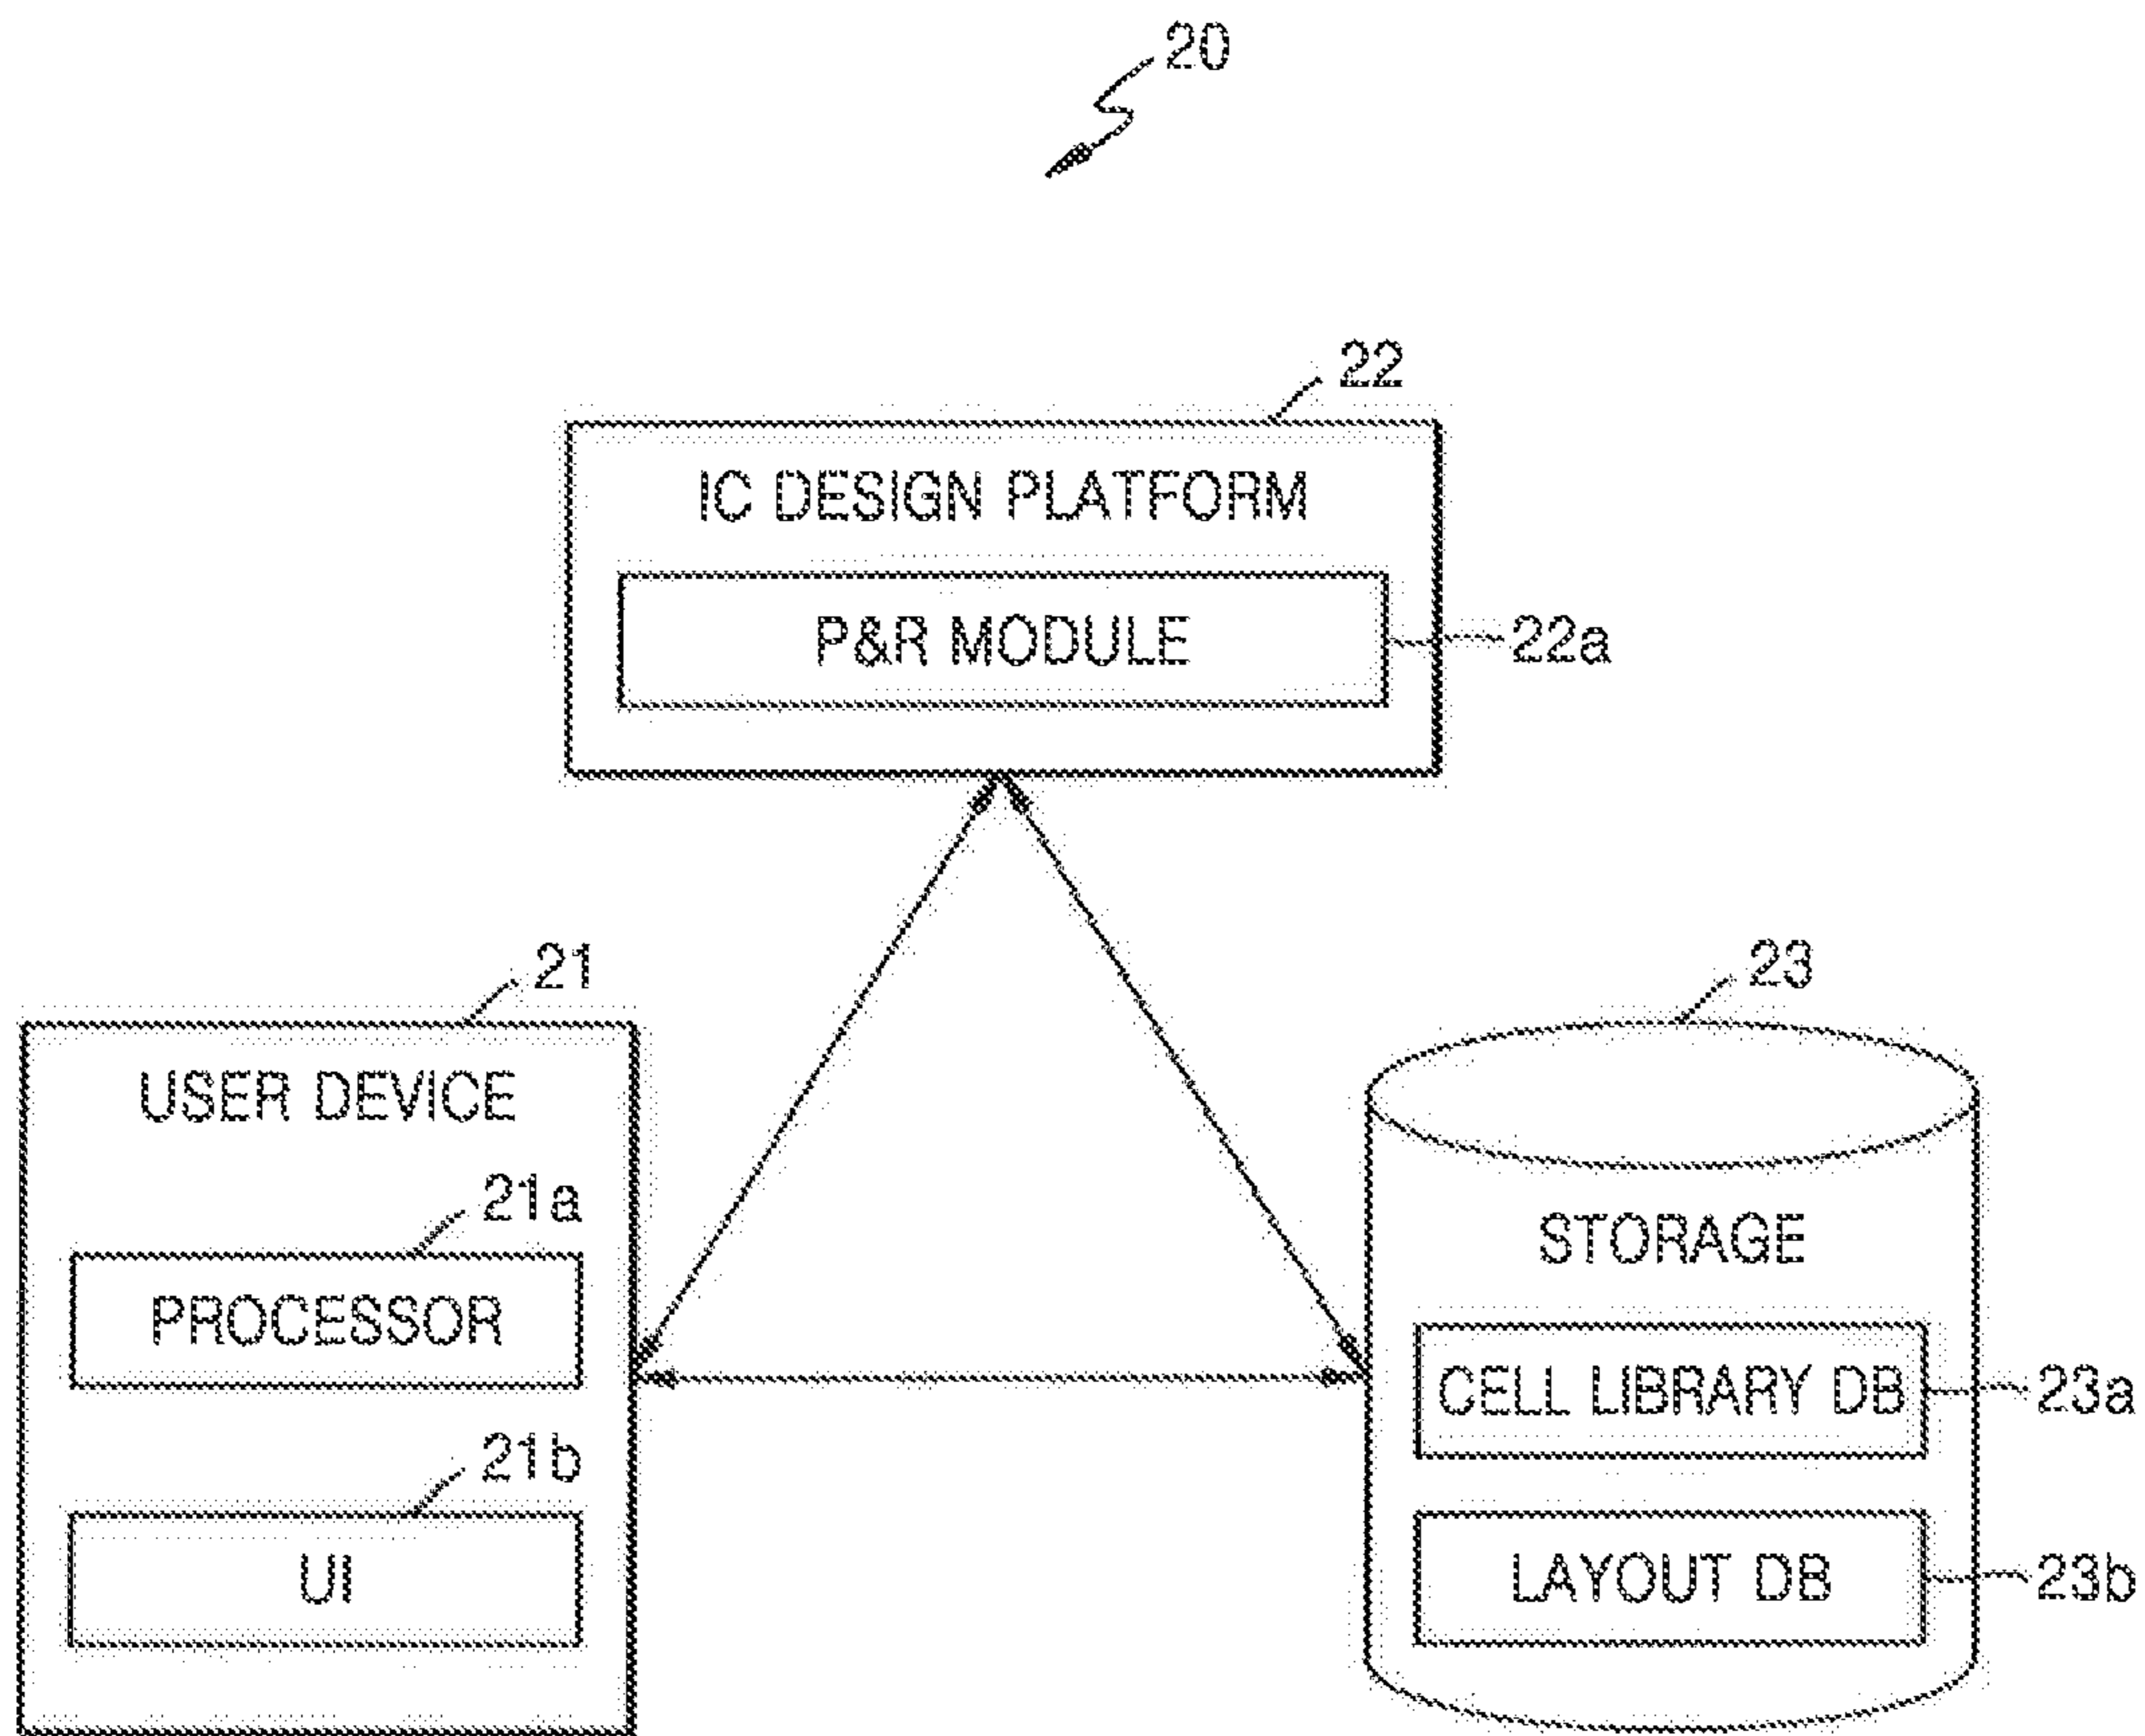 20
22
IC DESIGN PLATFORM
P&R MODULE
22a
21
USER DEVICE
21a
PROCESSOR
21b
UI
23
STORAGE
CELL LIBRARY DB
23a
LAYOUT DB
23b